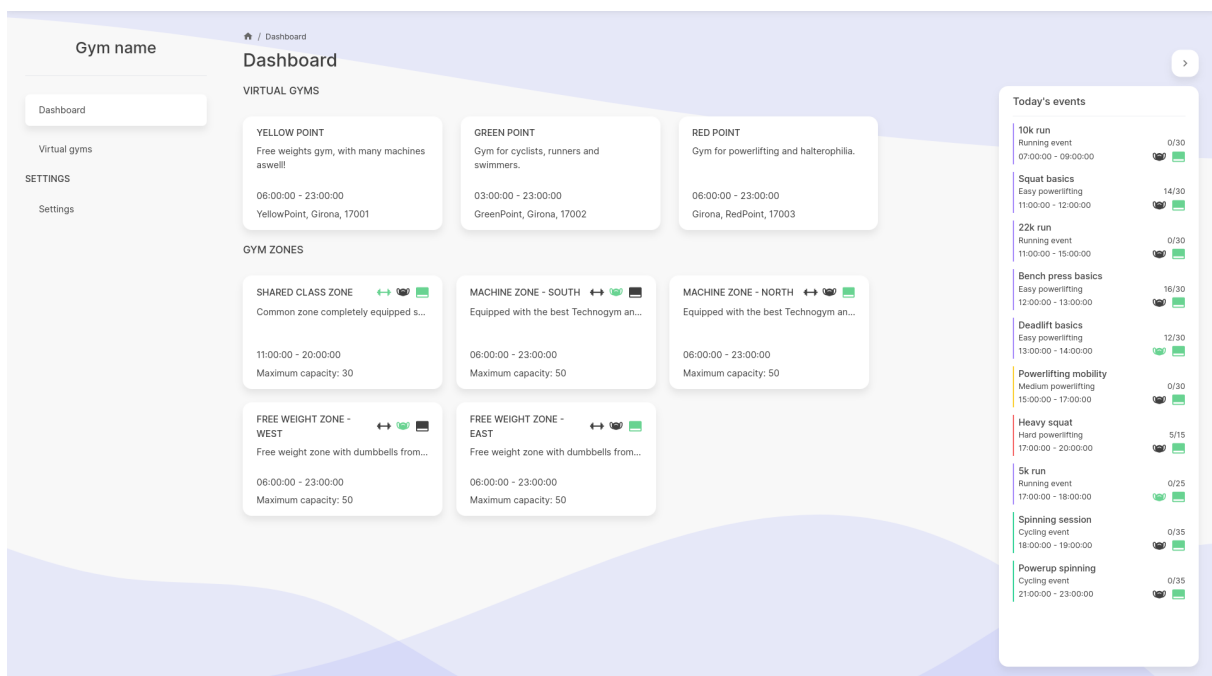 Gym name
Dashboard
Virtual gyms
SETTINGS
Settings
/ Dashboard
Dashboard
VIRTUAL GYMS
YELLOW POINT
Free weights gym, with many machines
aswell!
06:00:00 - 23:00:00
YellowPoint, Girona, 17001
GREEN POINT
Gym for cyclists, runners and
swimmers.
03:00:00 - 23:00:00
GreenPoint, Girona, 17002
RED POINT
Gym for powerlifting and halterophilia.
06:00:00 - 23:00:00
Girona, RedPoint, 17003
GYM ZONES
SHARED CLASS ZONE
Common zone completely equipped s...
11:00:00 - 20:00:00
Maximum capacity: 30
MACHINE ZONE - SOUTH
Equipped with the best Technogym an...
06:00:00 - 23:00:00
Maximum capacity: 50
MACHINE ZONE - NORTH
Equipped with the best Technogym an...
06:00:00 - 23:00:00
Maximum capacity: 50
FREE WEIGHT ZONE -
WEST
Free weight zone with dumbbells from...
06:00:00 - 23:00:00
Maximum capacity: 50
FREE WEIGHT ZONE -
EAST
Free weight zone with dumbbells from...
06:00:00 - 23:00:00
Maximum capacity: 50
Today's events
10k run
Running event 0/30
07:00:00 - 09:00:00
Squat basics
Easy powerlifting 14/30
11:00:00 - 12:00:00
22k run
Running event 0/30
11:00:00 - 15:00:00
Bench press basics
Easy powerlifting 16/30
12:00:00 - 13:00:00
Deadlift basics
Easy powerlifting 12/30
13:00:00 - 14:00:00
Powerlifting mobility
Medium powerlifting 0/30
15:00:00 - 17:00:00
Heavy squat
Hard powerlifting 5/15
17:00:00 - 20:00:00
5k run
Running event 0/25
17:00:00 - 18:00:00
Spinning session
Cycling event 0/35
18:00:00 - 19:00:00
Powerup spinning
Cycling event 0/35
21:00:00 - 23:00:00